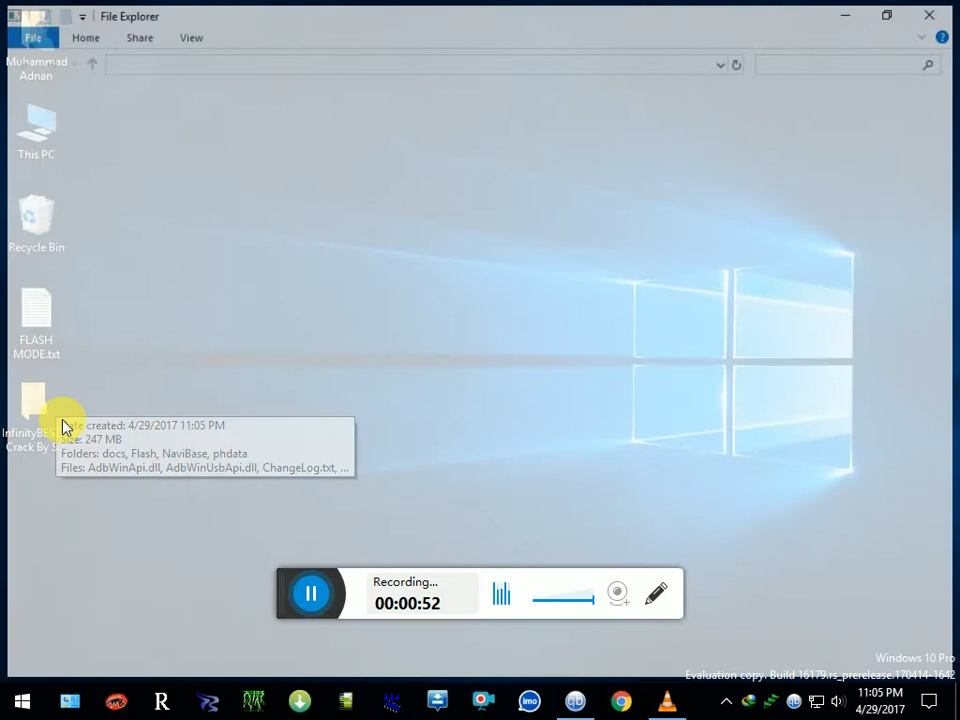 File Explorer
File
Home
Share
View
Muhammad
Adnan
This PC
Recycle Bin
FLASH
MODE.txt
Crack By
Date created: 4/29/2017 11:05 PM
Size: 247 MB
Folders: docs, Flash, NaviBase, phdata
Files: AdbWinApi.dll, AdbWinUsbApi.dll, ChangeLog.txt, ...
Recording...
00:00:52
Windows 10 Pro
Evaluation copy. Build 16179.rs_prerelease.170414-1642
R
imo
qb
qb
11:05 PM
4/29/2017